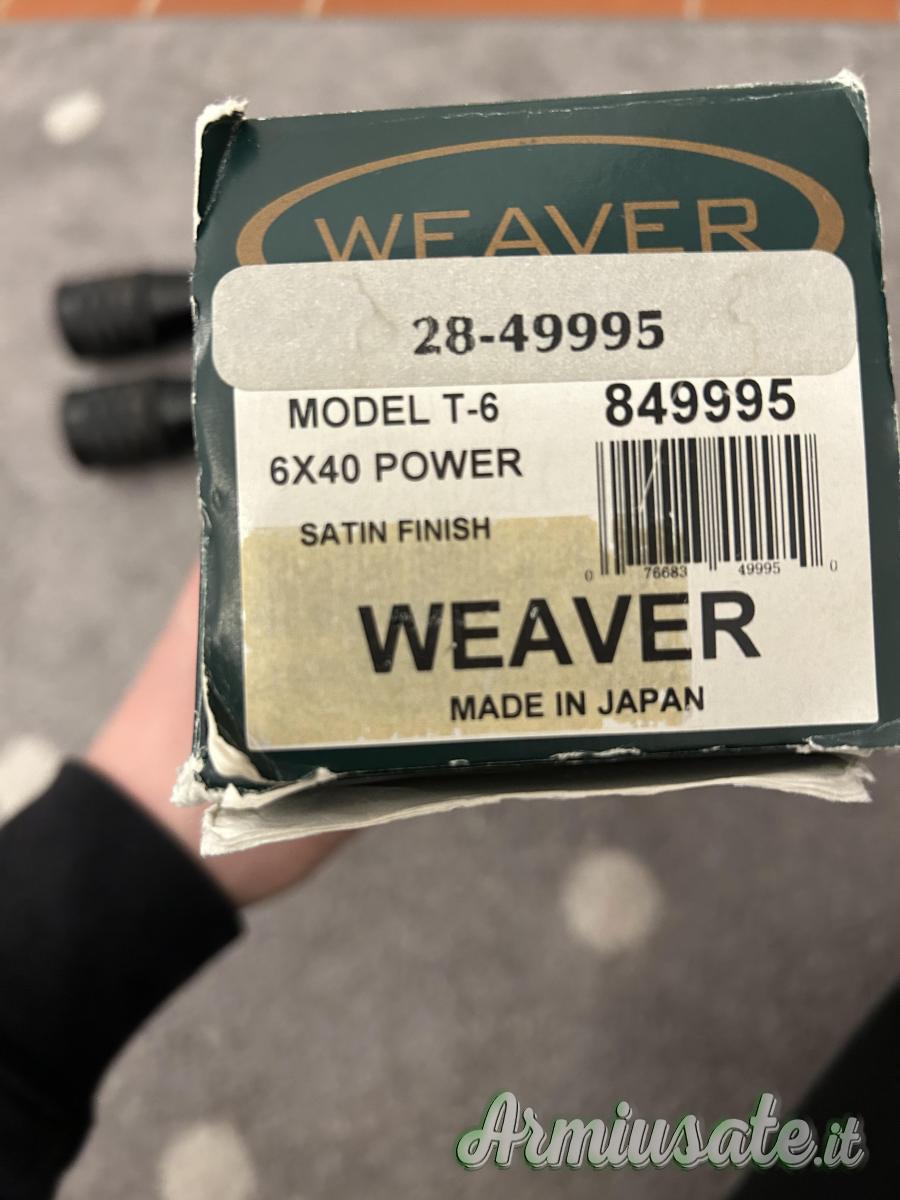 WEAVER
28-49995
MODEL T-6
849995
6X40 POWER
SATIN FINISH
0 76683 49995 0
WEAVER
MADE IN JAPAN
Armiusate.it